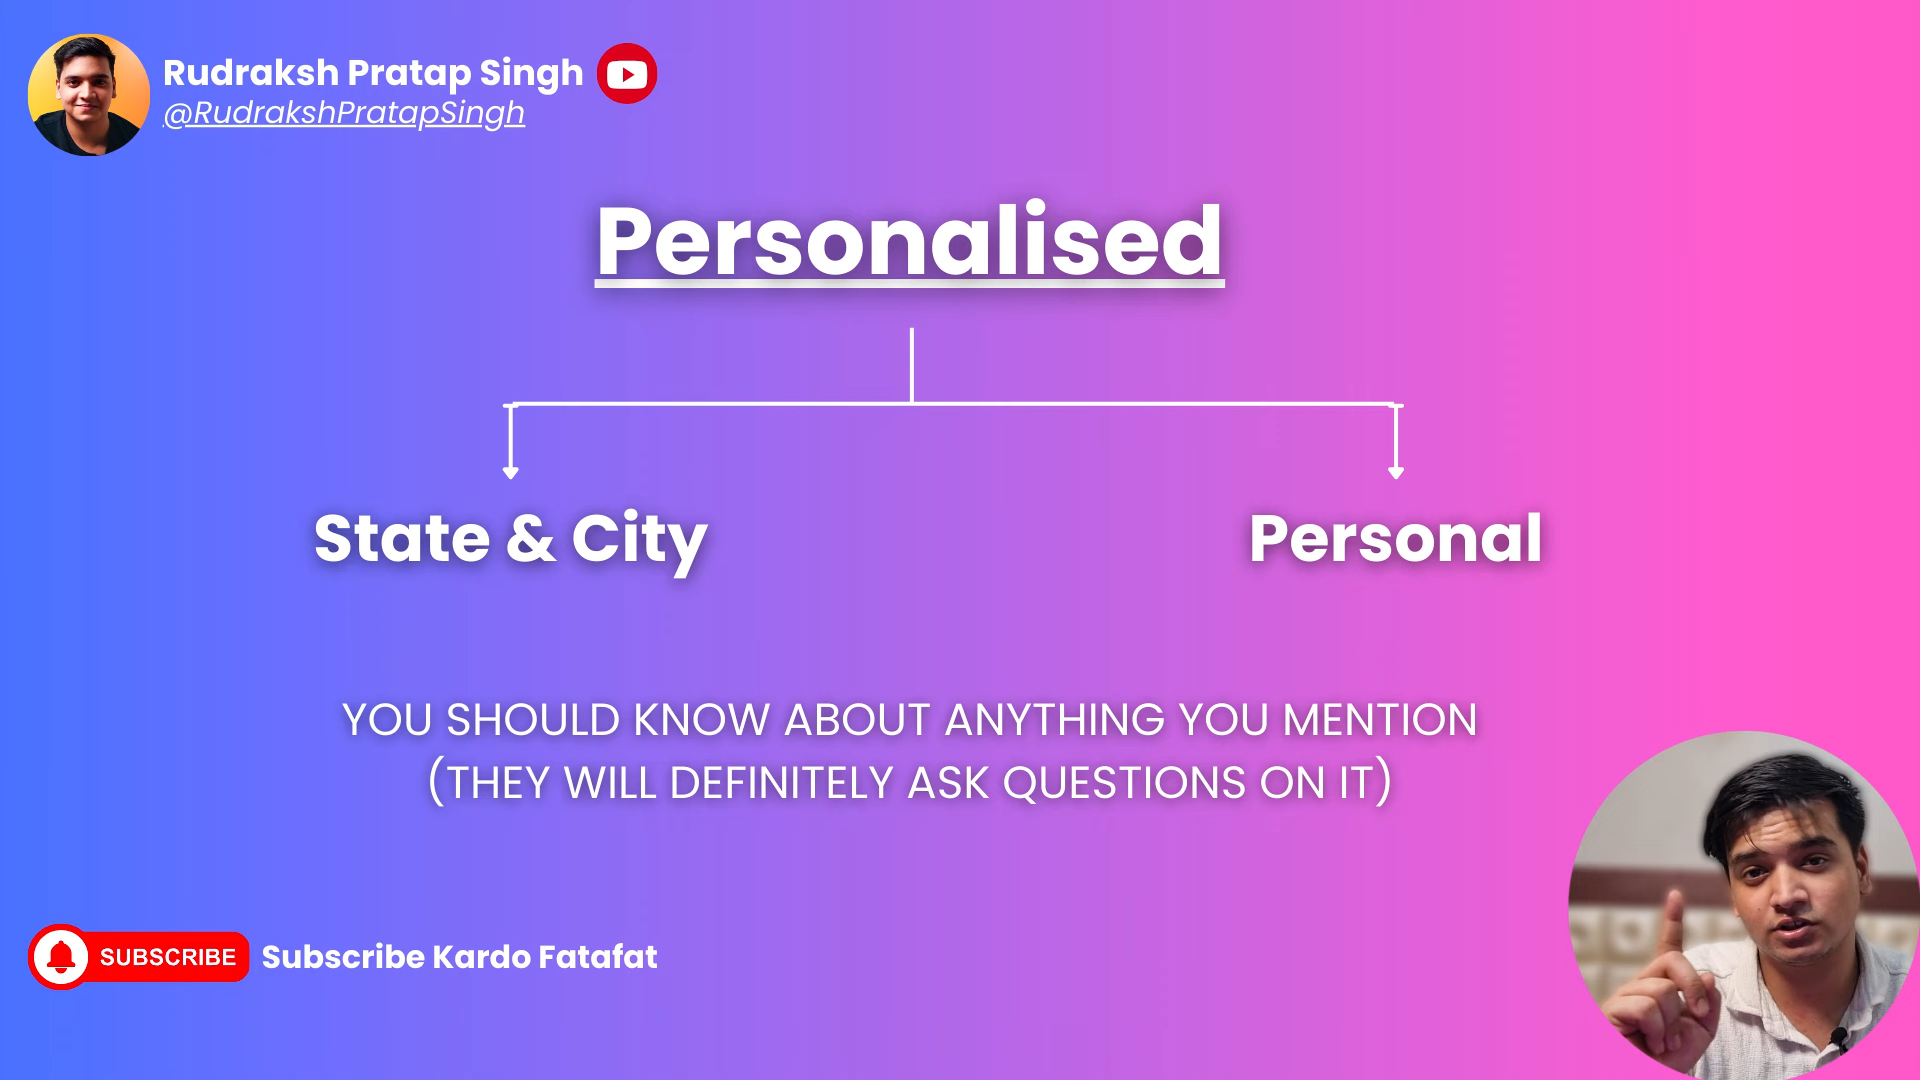 Rudraksh Pratap Singh
@RudrakshPratapSingh
Personalised
State & City
Personal
YOU SHOULD KNOW ABOUT ANYTHING YOU MENTION
(THEY WILL DEFINITELY ASK QUESTIONS ON IT)
SUBSCRIBE
Subscribe Kardo Fatafat